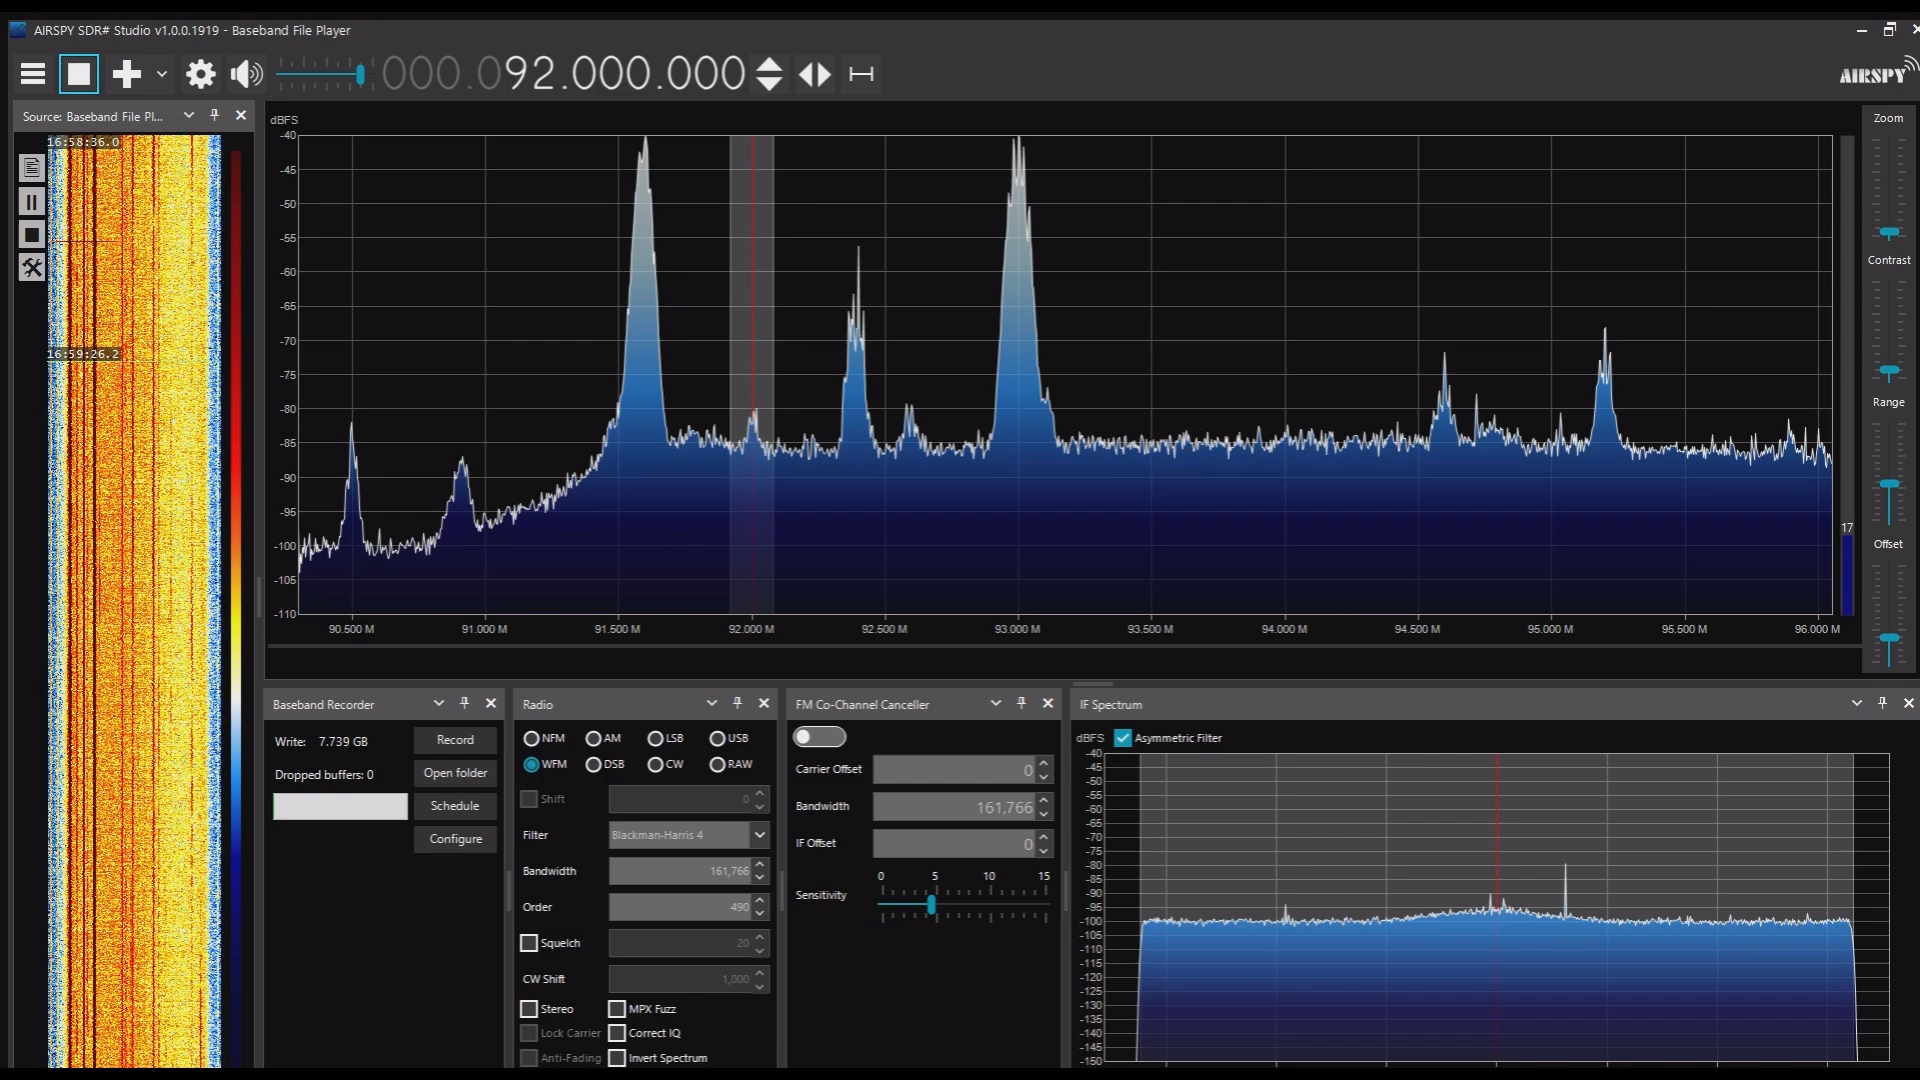 AIRSPY SDR# Studio v1.0.0.1919 - Baseband File Player
000.092.000.000
AIRSPY
Source: Baseband File Pl...
16:58:36.0
16:59:26.2
dBFS
-40
-45
-50
-55
-60
-65
-70
-75
-80
-85
-90
-95
-100
-105
-110
90.500 M
91.000 M
91.500 M
92.000 M
92.500 M
93.000 M
93.500 M
94.000 M
94.500 M
95.000 M
95.500 M
96.000 M
17
Zoom
Contrast
Range
Offset
Baseband Recorder
Write: 7.739 GB
Record
Dropped buffers: 0
Open folder
Schedule
Configure
Radio
NFM AM LSB USB
WFM DSB CW RAW
Shift 0
Filter Blackman-Harris 4
Bandwidth 161,766
Order 490
Squelch 20
CW Shift 1,000
Stereo MPX Fuzz
Lock Carrier Correct IQ
Anti-Fading Invert Spectrum
FM Co-Channel Canceller
Carrier Offset 0
Bandwidth 161,766
IF Offset 0
0 5 10 15
Sensitivity
IF Spectrum
dBFS Asymmetric Filter
-40
-45
-50
-55
-60
-65
-70
-75
-80
-85
-90
-95
-100
-105
-110
-115
-120
-125
-130
-135
-140
-145
-150